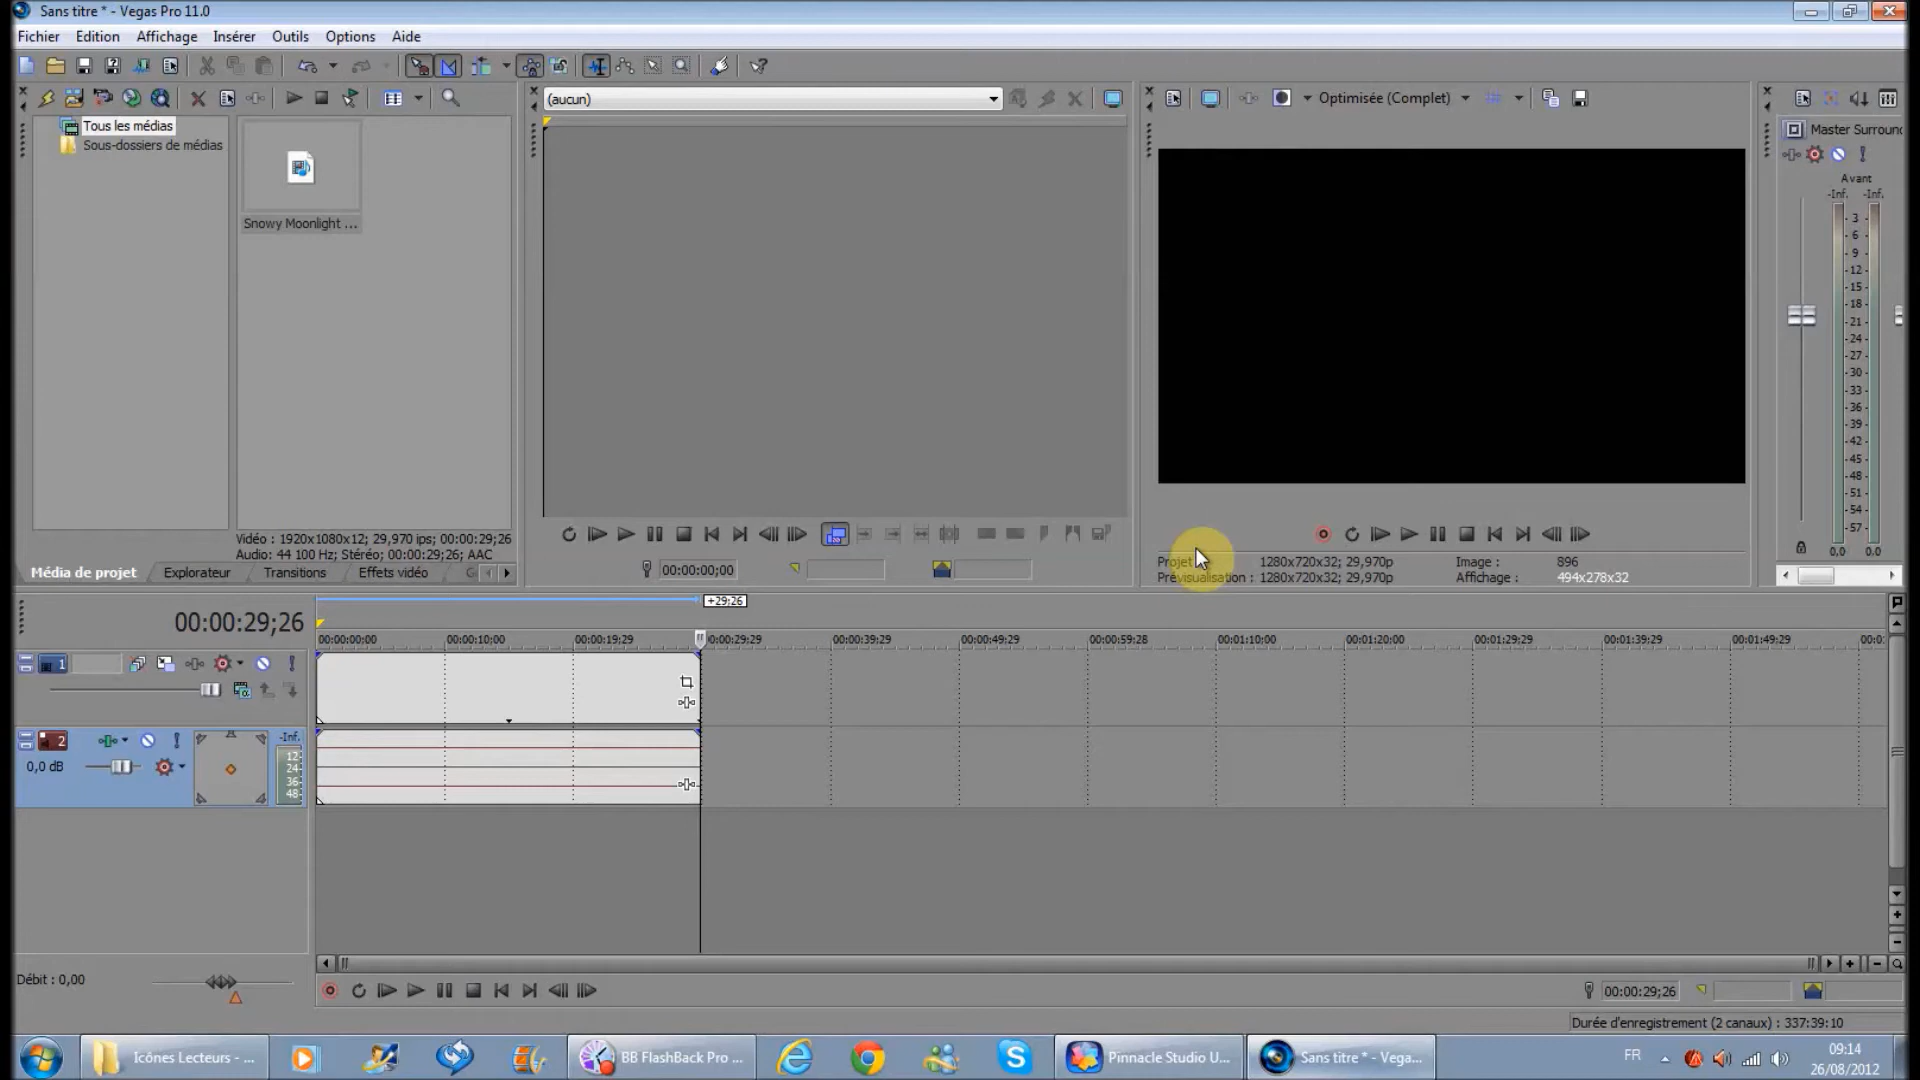 Sans titre * - Vegas Pro 11.0
Fichier Edition Affichage Insérer Outils Options Aide
(aucun)
Optimisée (Complet)
Tous les médias
Sous-dossiers de médias
Snowy Moonlight ...
Master Surroun
Avant
-Inf. -Inf.
3
6
9
12
15
18
21
24
27
30
33
36
39
42
45
48
51
54
57
0,0 0,0
Vidéo : 1920x1080x12; 29,970 ips; 00:00:29;26
Audio: 44 100 Hz; Stéréo; 00:00:29;26, AAC
Média de projet Explorateur Transitions Effets vidéo
00:00:00;00
Projet 1280x720x32; 29,970p Image : 896
Prévisualisation : 1280x720x32; 29,970p Affichage : 494x278x32
00:00:29;26
+29;26
00:00:00;00 00:00:10;00 00:00:19;29 00:00:29;29 00:00:39;29 00:00:49;29 00:00:59;28 00:01:10;00 00:01:20;00 00:01:29;29 00:01:39;29 00:01:49;29 00:0
1
2
-Inf.
0,0 dB
12
24
36
48
Débit : 0,00
00:00:29;26
Durée d'enregistrement (2 canaux) : 337:39:10
Icônes Lecteurs - ...
BB FlashBack Pro ...
Pinnacle Studio U...
Sans titre * - Vega...
FR
09:14
26/08/2012